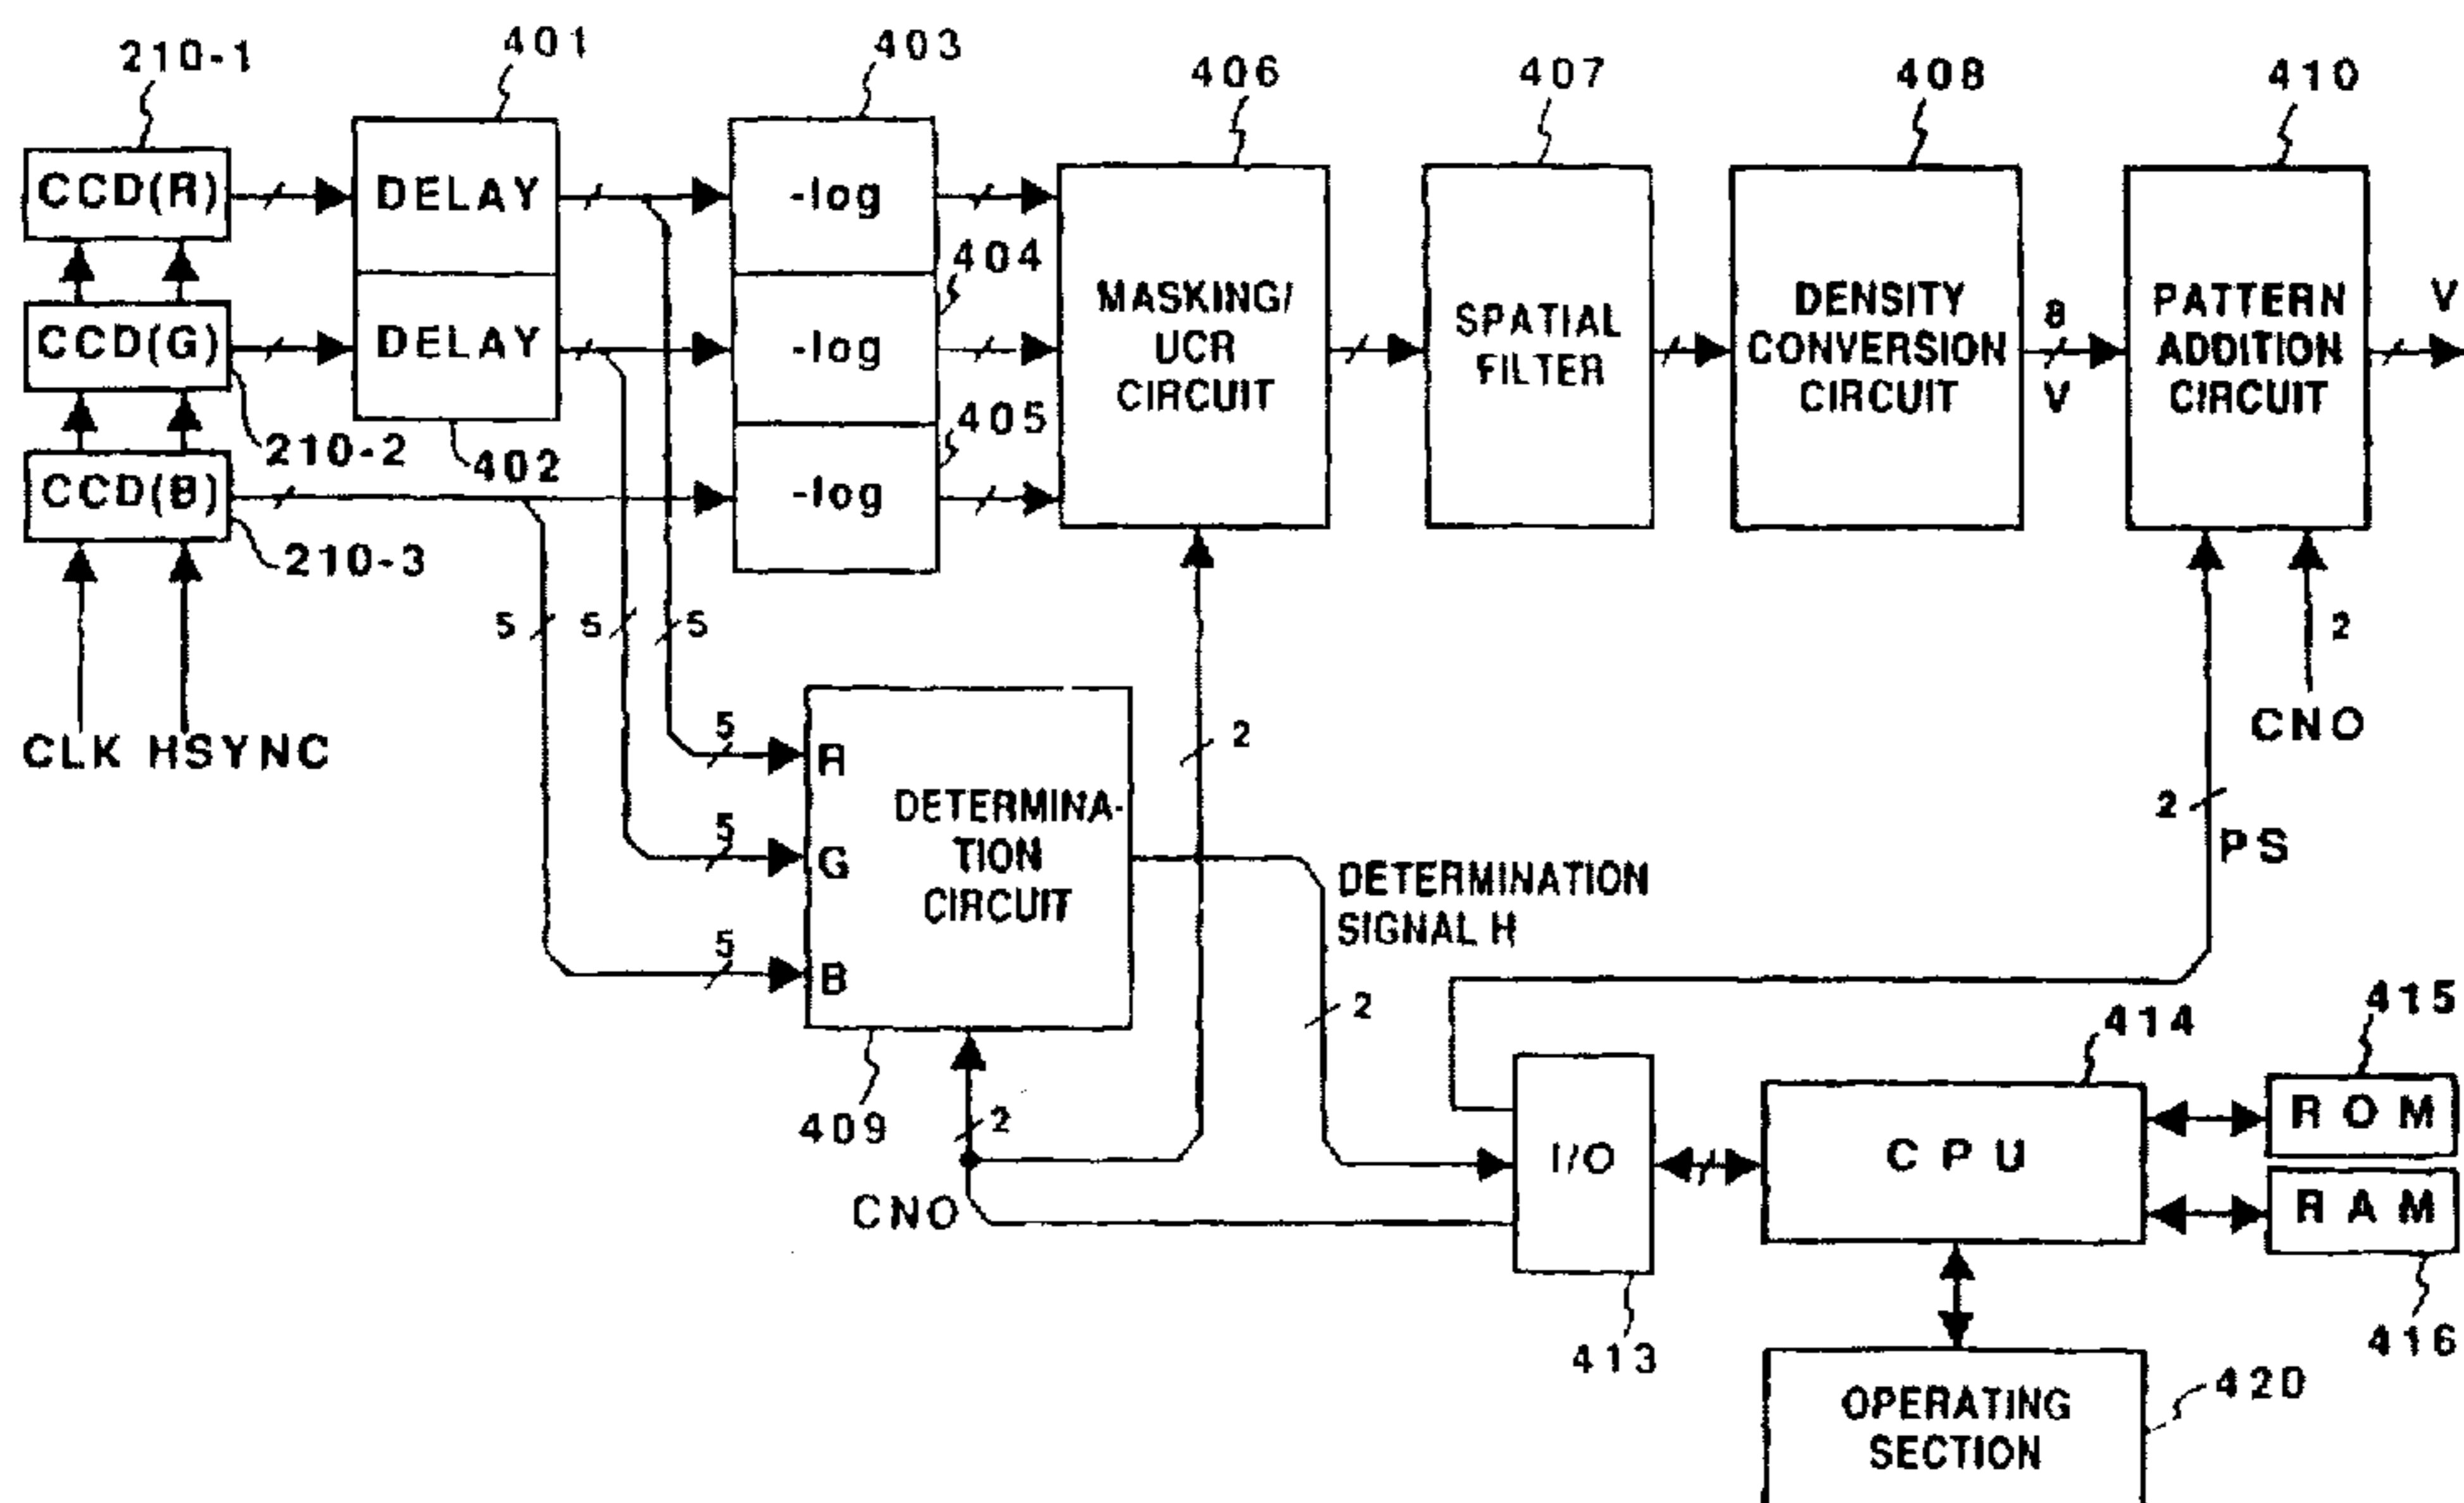 210-1
401
403
406
407
408
410
CCD(R)
DELAY
-log
404
CCD(G)
DELAY
-log
MASKING/
UCR
CIRCUIT
SPATIAL
FILTER
DENSITY
CONVERSION
CIRCUIT
8
V
PATTERN
ADDITION
CIRCUIT
V
405
210-2
402
CCD(B)
-log
210-3
5
5
5
2
CLK
HSYNC
CNO
5
R
2
5
G
DETERMINA-
TION
CIRCUIT
2
PS
DETERMINATION
SIGNAL H
5
B
2
409
2
CNO
I/O
413
414
CPU
415
ROM
RAM
416
OPERATING
SECTION
420